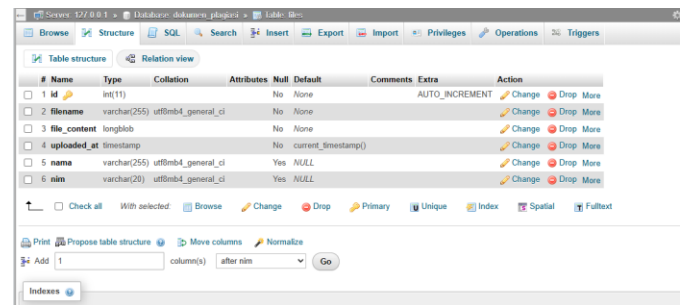 Server: 127.0.0.1 » Database: dokumen_plagiasi » Table: files
Browse Structure SQL Search Insert Export Import Privileges Operations Triggers
Table structure Relation view
# Name Type Collation Attributes Null Default Comments Extra Action
1 id int(11) No None AUTO_INCREMENT Change Drop More
2 filename varchar(255) utf8mb4_general_ci No None Change Drop More
3 file_content longblob No None Change Drop More
4 uploaded_at timestamp No current_timestamp() Change Drop More
5 nama varchar(255) utf8mb4_general_ci Yes NULL Change Drop More
6 nim varchar(20) utf8mb4_general_ci Yes NULL Change Drop More
Check all With selected: Browse Change Drop Primary Unique Index Spatial Fulltext
Print Propose table structure Move columns Normalize
Add 1 column(s) after nim Go
Indexes